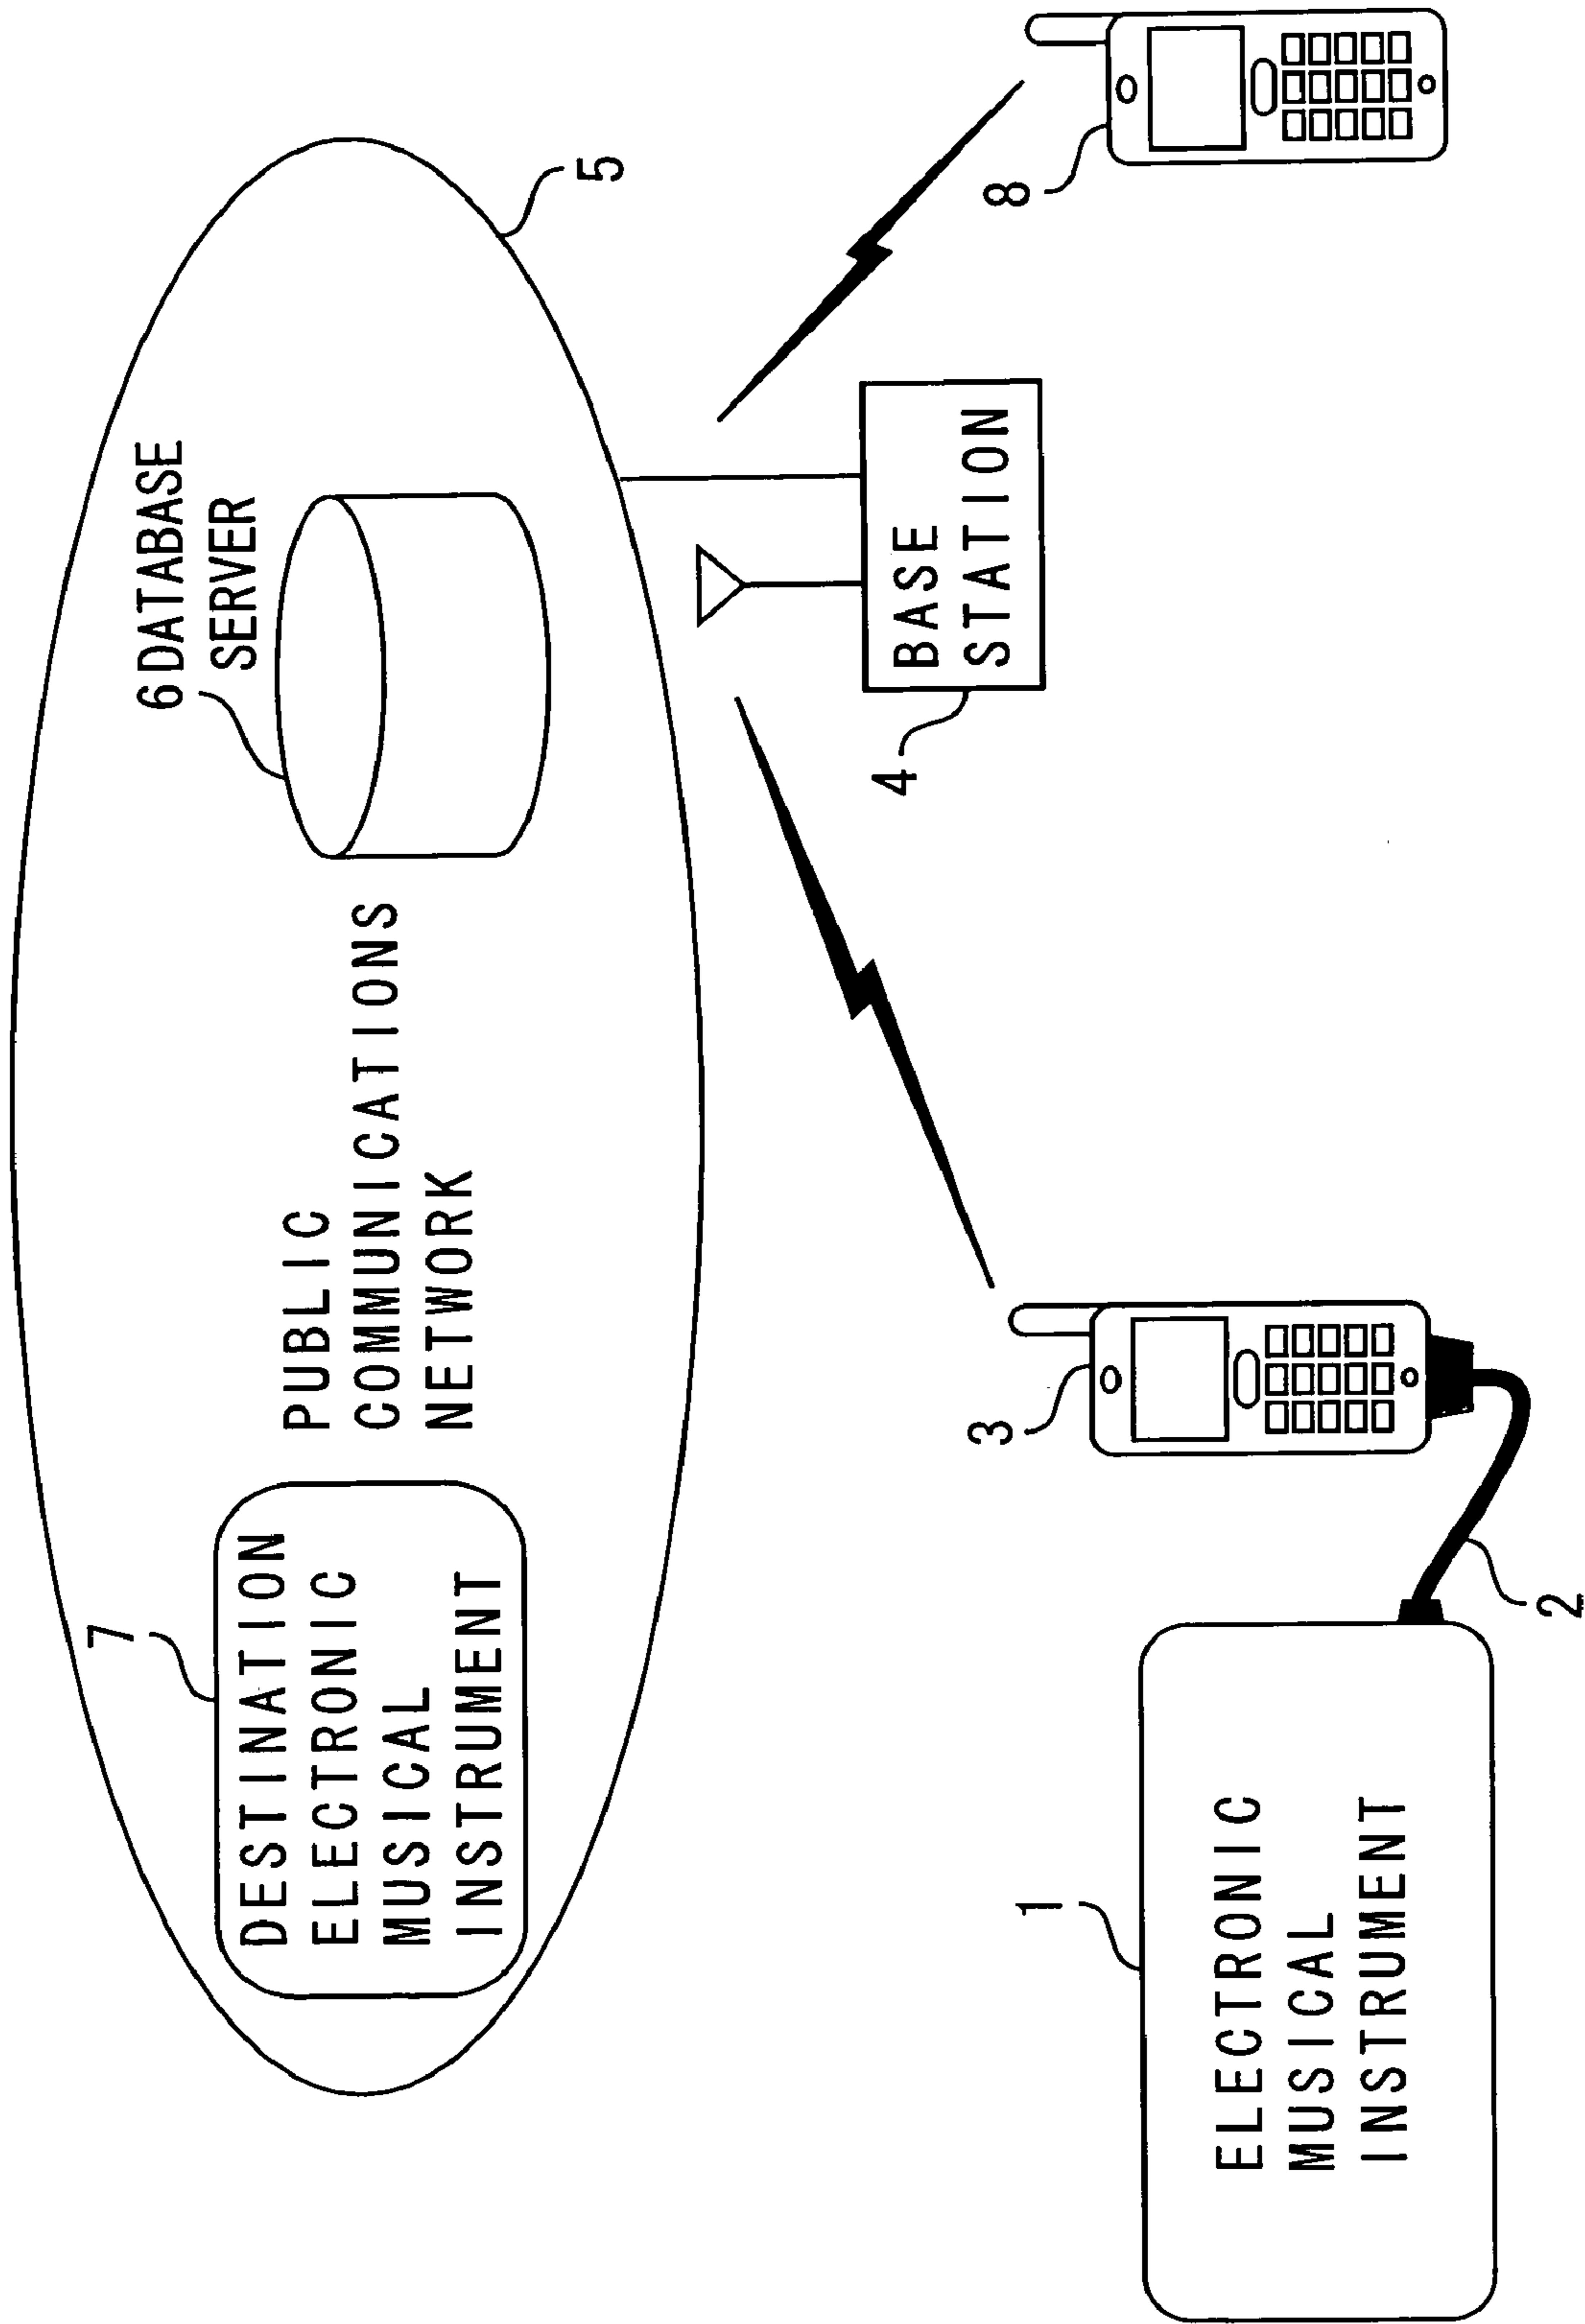 7
DESTINATION
ELECTRONIC
MUSICAL
INSTRUMENT
PUBLIC
COMMUNICATIONS
NETWORK
6 DATABASE
SERVER
5
4
BASE
STATION
3
8
1
ELECTRONIC
MUSICAL
INSTRUMENT
2